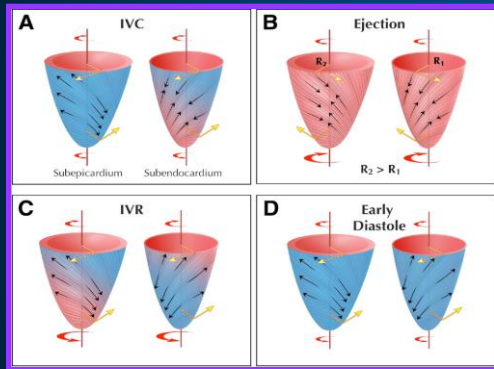 A
IVC
Subepicardium
Subendocardium
B
Ejection
R₂
R₁
R₂ > R₁
C
IVR
D
Early
Diastole